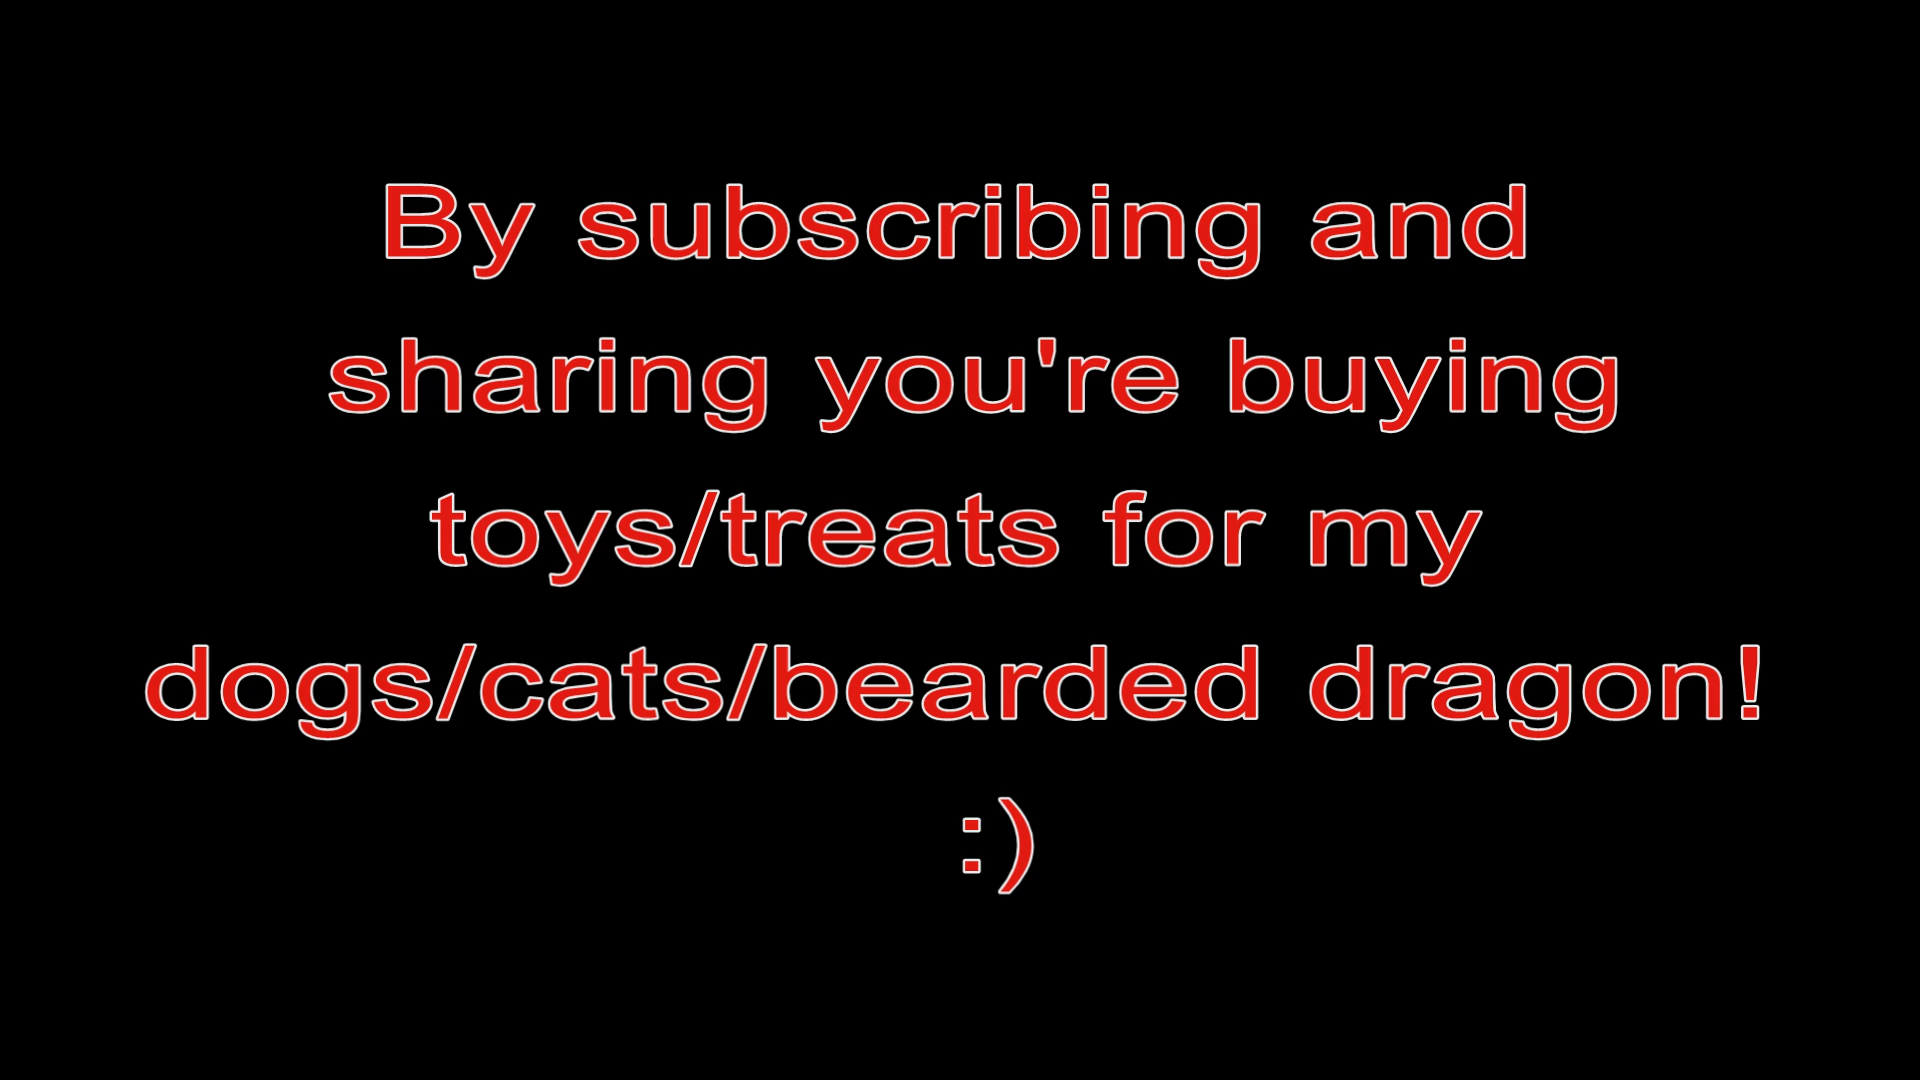 By subscribing and
sharing you're buying
toys/treats for my
dogs/cats/bearded dragon!
:)